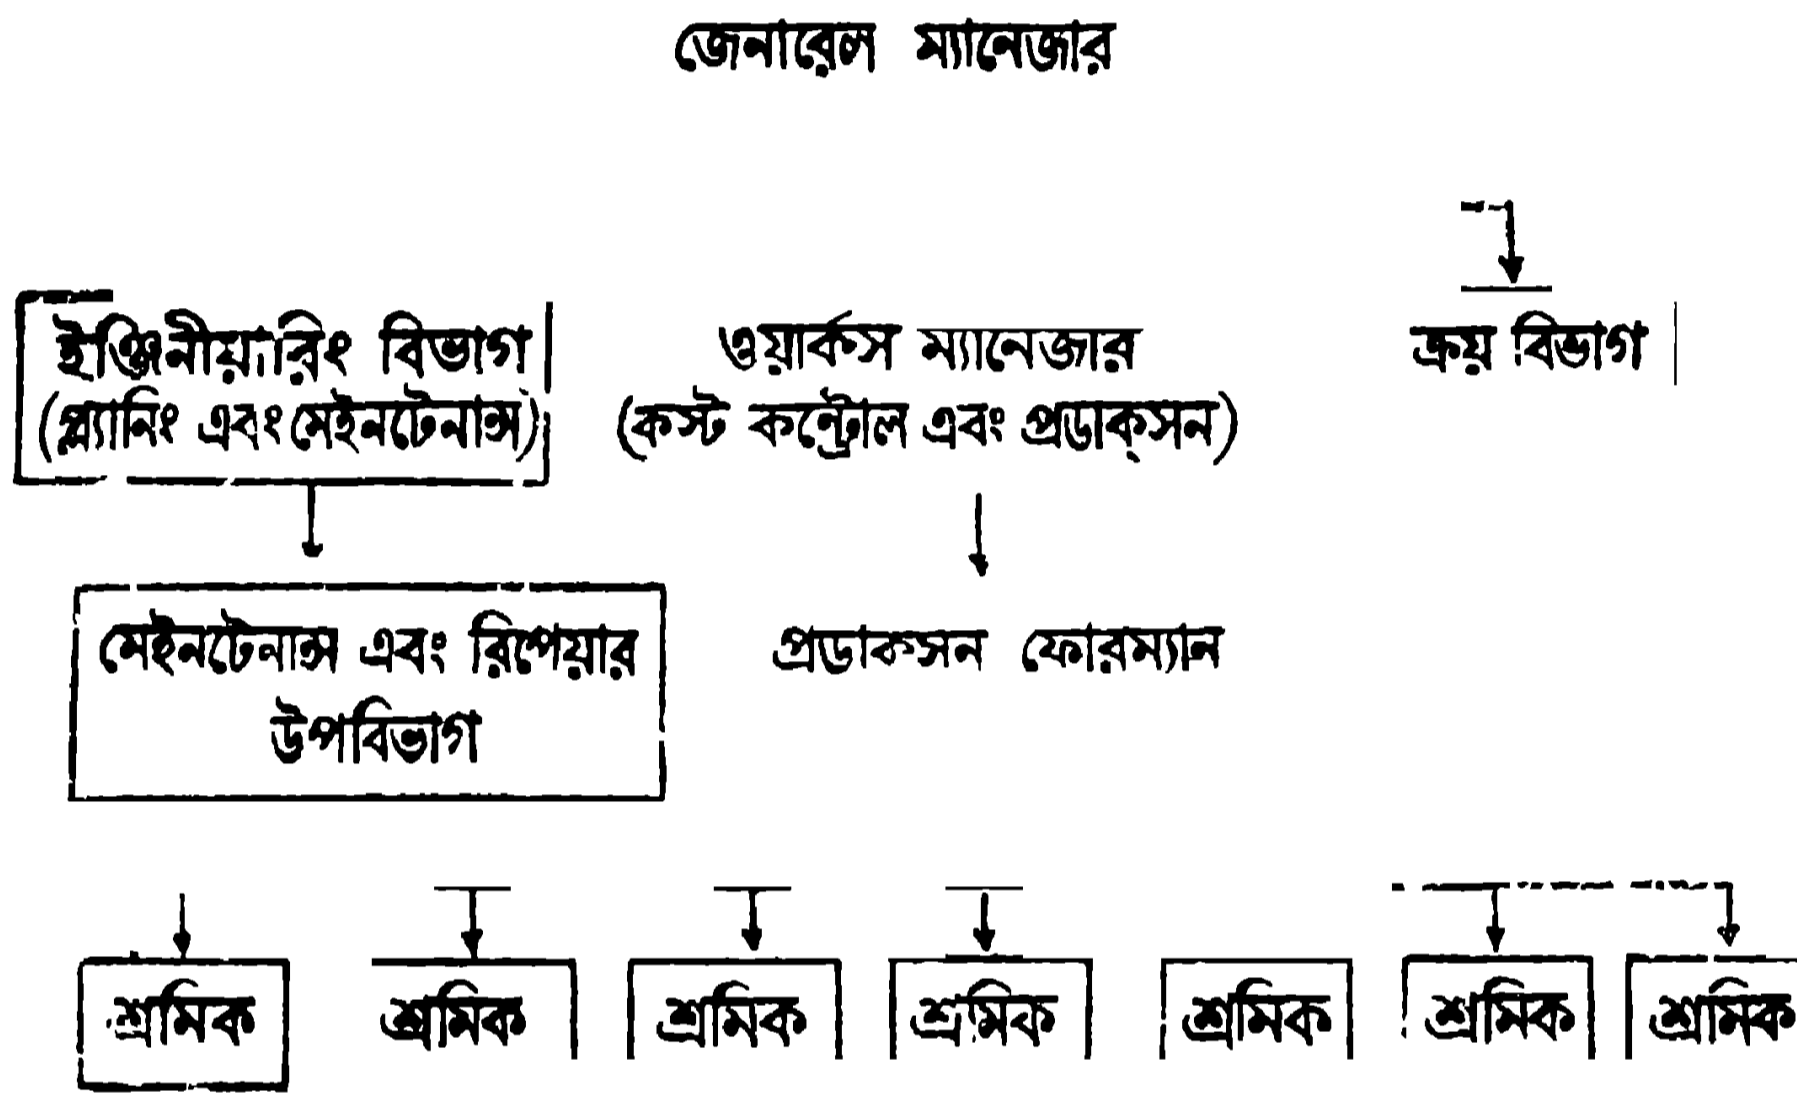 জেনারেল ম্যানেজার
ইঞ্জিনীয়ারিং বিভাগ
(প্ল্যানিং এবং মেইনটেনান্স)
ওয়ার্কস ম্যানেজার
(কস্ট কন্ট্রোল এবং প্রডাক্‌সন)
ক্রয় বিভাগ
মেইনটেনান্স এবং রিপেয়ার
উপবিভাগ
প্রডাকসন ফোরম্যান
শ্রমিক শ্রমিক শ্রমিক শ্রমিক শ্রমিক শ্রমিক শ্রমিক